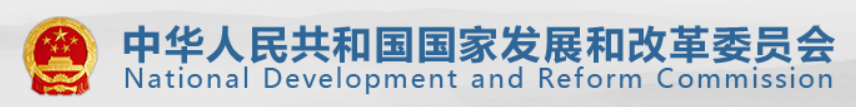 中华人民共和国国家发展和改革委员会
National Development and Reform Commission